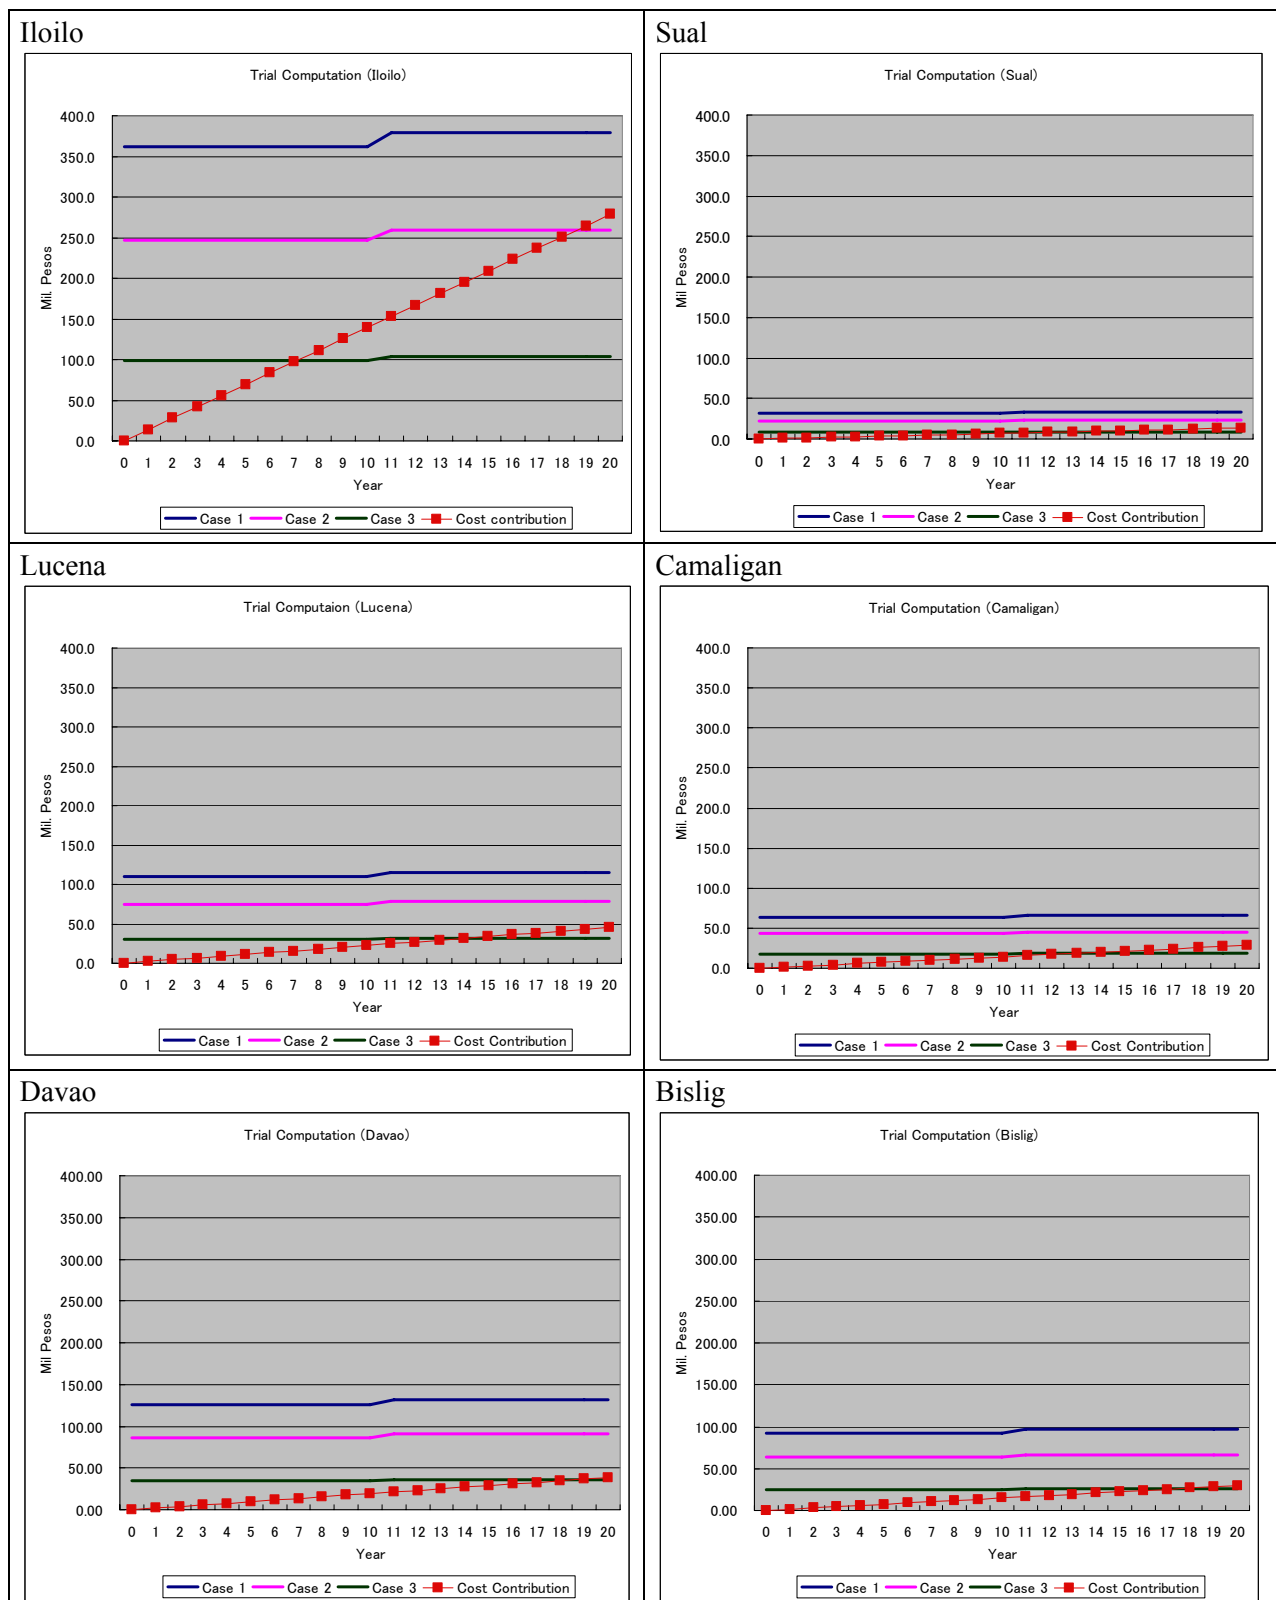 Iloilo
Trial Computation (Iloilo)
400.0
350.0
300.0
250.0
200.0
150.0
100.0
50.0
0.0
Mil. Pesos
0 1 2 3 4 5 6 7 8 9 10 11 12 13 14 15 16 17 18 19 20
Year
Case 1 Case 2 Case 3 Cost contribution
Sual
Trial Computation (Sual)
400.0
350.0
300.0
250.0
200.0
150.0
100.0
50.0
0.0
Mil Pesos
0 1 2 3 4 5 6 7 8 9 10 11 12 13 14 15 16 17 18 19 20
Year
Case 1 Case 2 Case 3 Cost Contribution
Lucena
Trial Computaion (Lucena)
400.0
350.0
300.0
250.0
200.0
150.0
100.0
50.0
0.0
Mil. Pesos
0 1 2 3 4 5 6 7 8 9 10 11 12 13 14 15 16 17 18 19 20
Year
Case 1 Case 2 Case 3 Cost Contribution
Camaligan
Trial Computation (Camaligan)
400.0
350.0
300.0
250.0
200.0
150.0
100.0
50.0
0.0
Mil. Pesos
0 1 2 3 4 5 6 7 8 9 10 11 12 13 14 15 16 17 18 19 20
Year
Case 1 Case 2 Case 3 Cost Contribution
Davao
Trial Computation (Davao)
400.00
350.00
300.00
250.00
200.00
150.00
100.00
50.00
0.00
Mil Pesos
0 1 2 3 4 5 6 7 8 9 10 11 12 13 14 15 16 17 18 19 20
Year
Case 1 Case 2 Case 3 Cost Contribution
Bislig
Trial Computation (Bislig)
400.00
350.00
300.00
250.00
200.00
150.00
100.00
50.00
0.00
Mil. Pesos
0 1 2 3 4 5 6 7 8 9 10 11 12 13 14 15 16 17 18 19 20
Year
Case 1 Case 2 Case 3 Cost Contribution